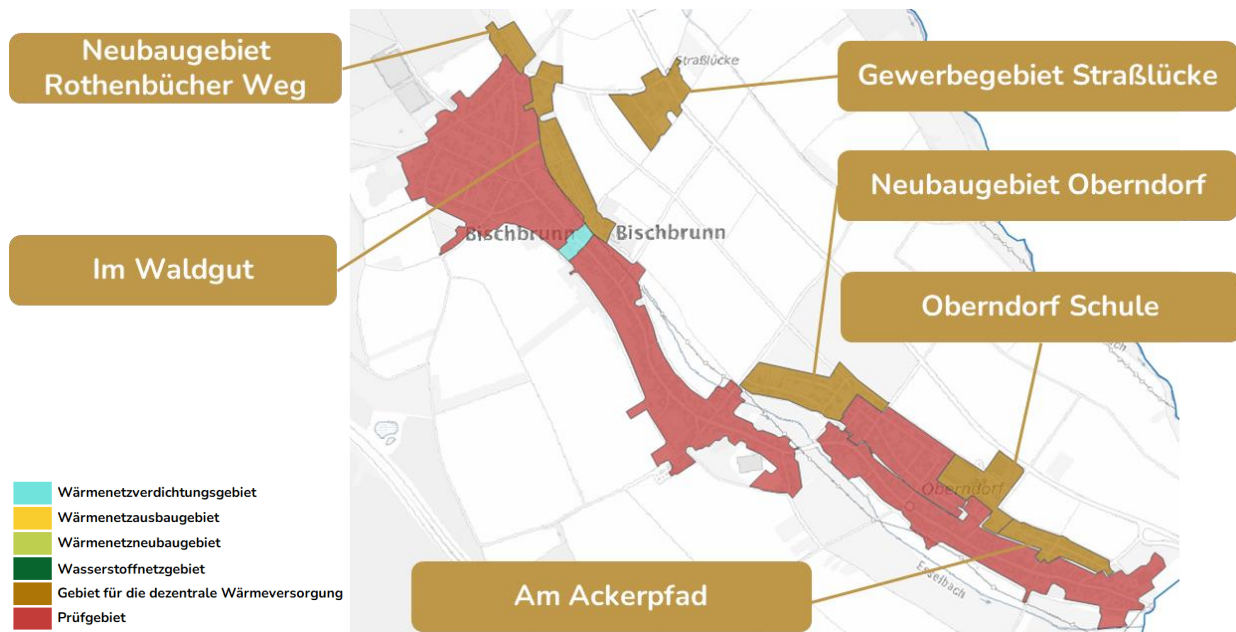 Neubaugebiet
Rothenbücher Weg
Straßlücke
Gewerbegebiet Straßlücke
Neubaugebiet Oberndorf
Im Waldgut
Bischbrunn
Bischbrunn
Oberndorf Schule
Oberndorf
Esselbach
Am Ackerpfad
Wärmenetzverdichtungsgebiet
Wärmenetzausbaugebiet
Wärmenetzneubaugebiet
Wasserstoffnetzgebiet
Gebiet für die dezentrale Wärmeversorgung
Prüfgebiet